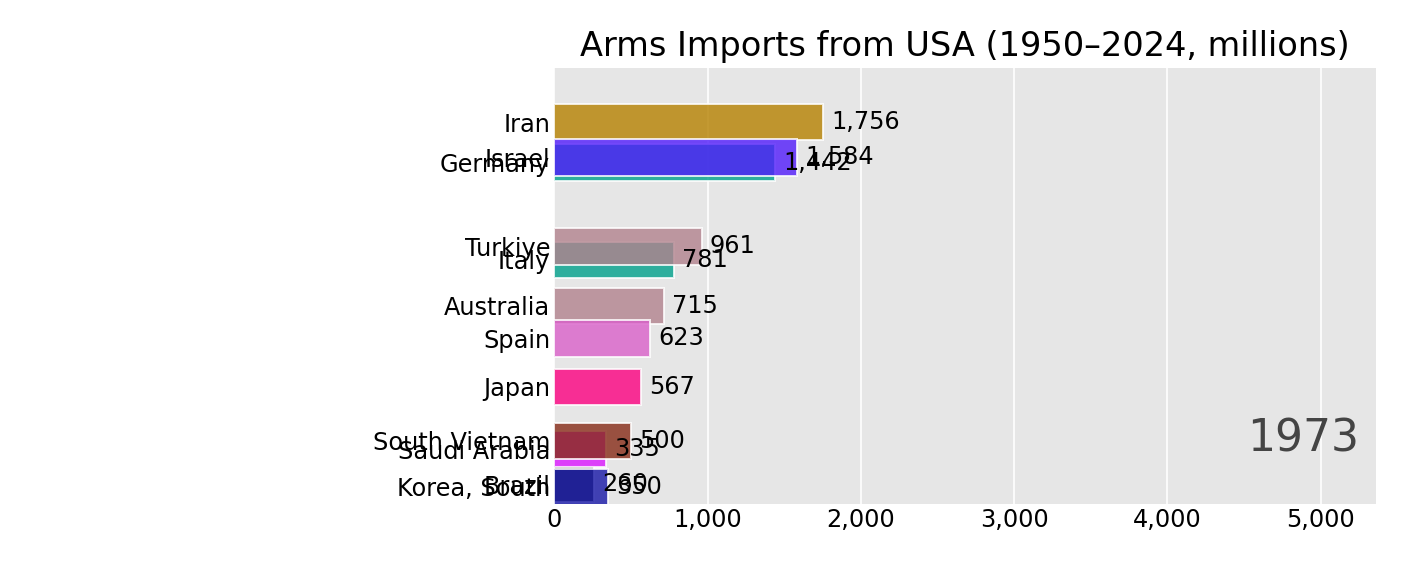 Arms Imports from USA (1950–2024, millions)
Iran 1,756
Israel 1,584
Germany 1,442
Turkiye 961
Italy 781
Australia 715
Spain 623
Japan 567
South Vietnam 500
Saudi Arabia 335
Brazil 260
Korea, South 350
1973
0 1,000 2,000 3,000 4,000 5,000